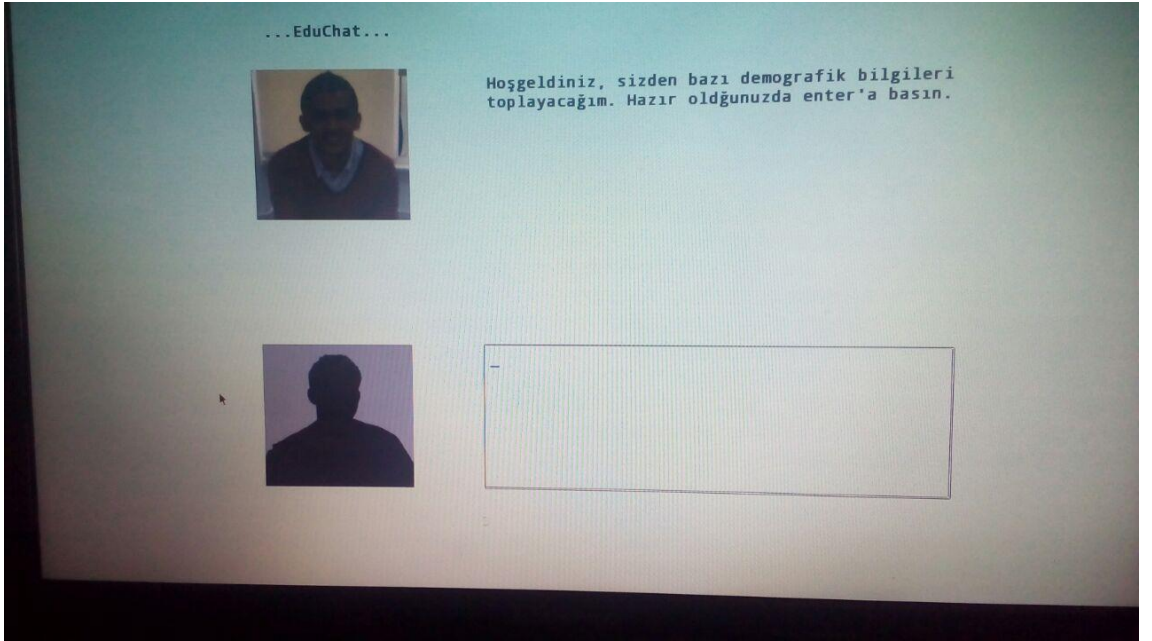 ...EduChat...
Hoşgeldiniz, sizden bazı demografik bilgileri
toplayacağım. Hazır oldğunuzda enter'a basın.